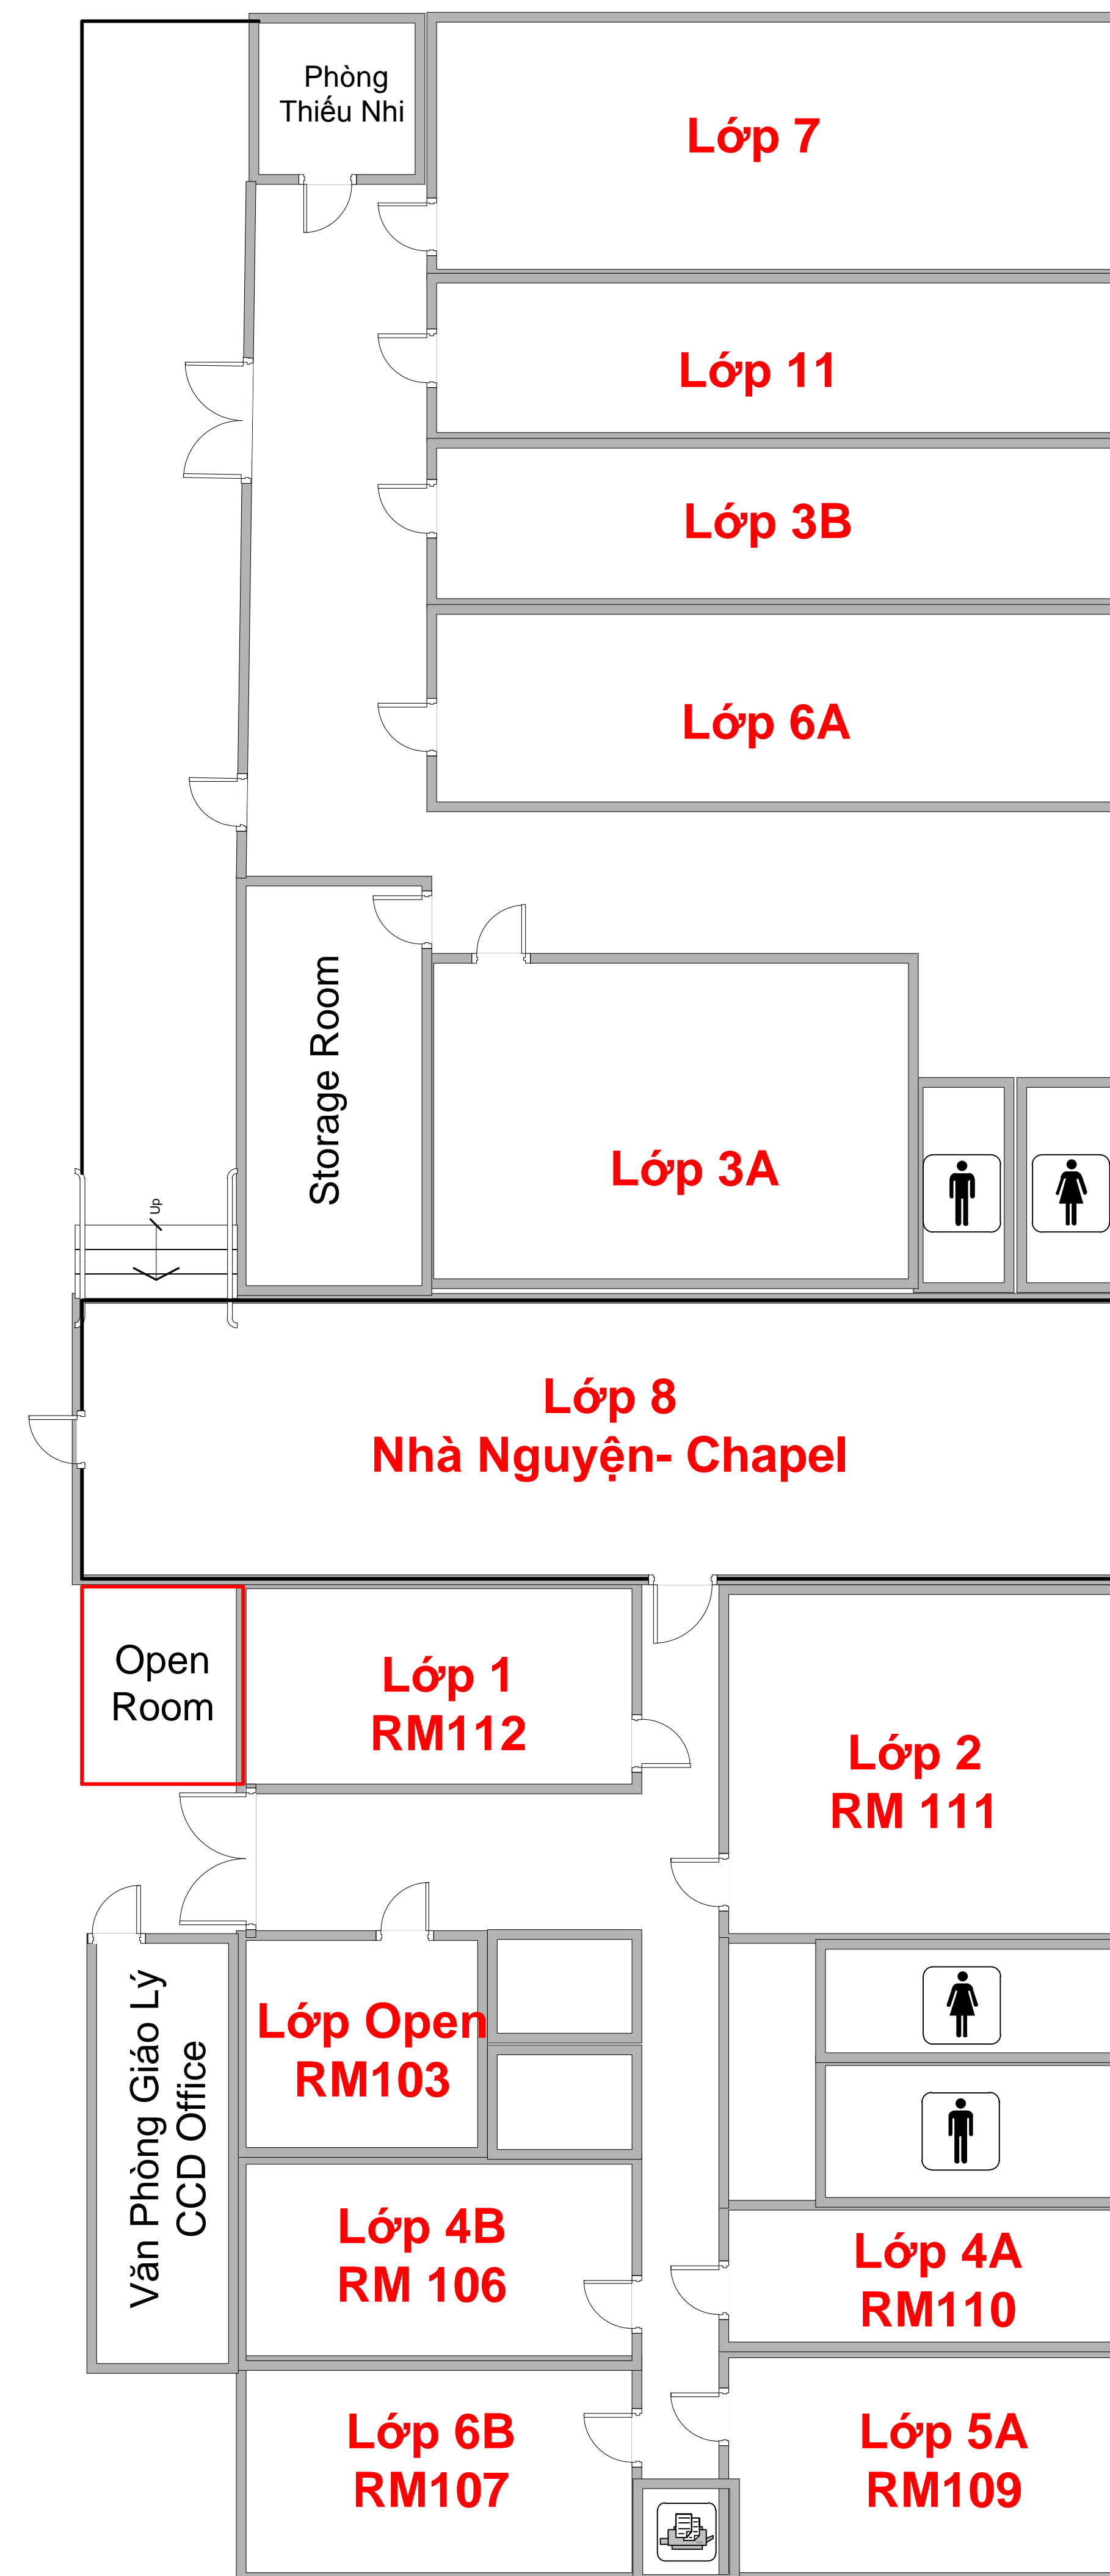 Phòng
Thiếu Nhi
Lớp 7
Lớp 11
Lớp 3B
Lớp 6A
Storage Room
Lớp 3A
Up
Lớp 8
Nhà Nguyện- Chapel
Open
Room
Lớp 1
RM112
Lớp 2
RM 111
Văn Phòng Giáo Lý
CCD Office
Lớp Open
RM103
Lớp 4B
RM 106
Lớp 4A
RM110
Lớp 6B
RM107
Lớp 5A
RM109